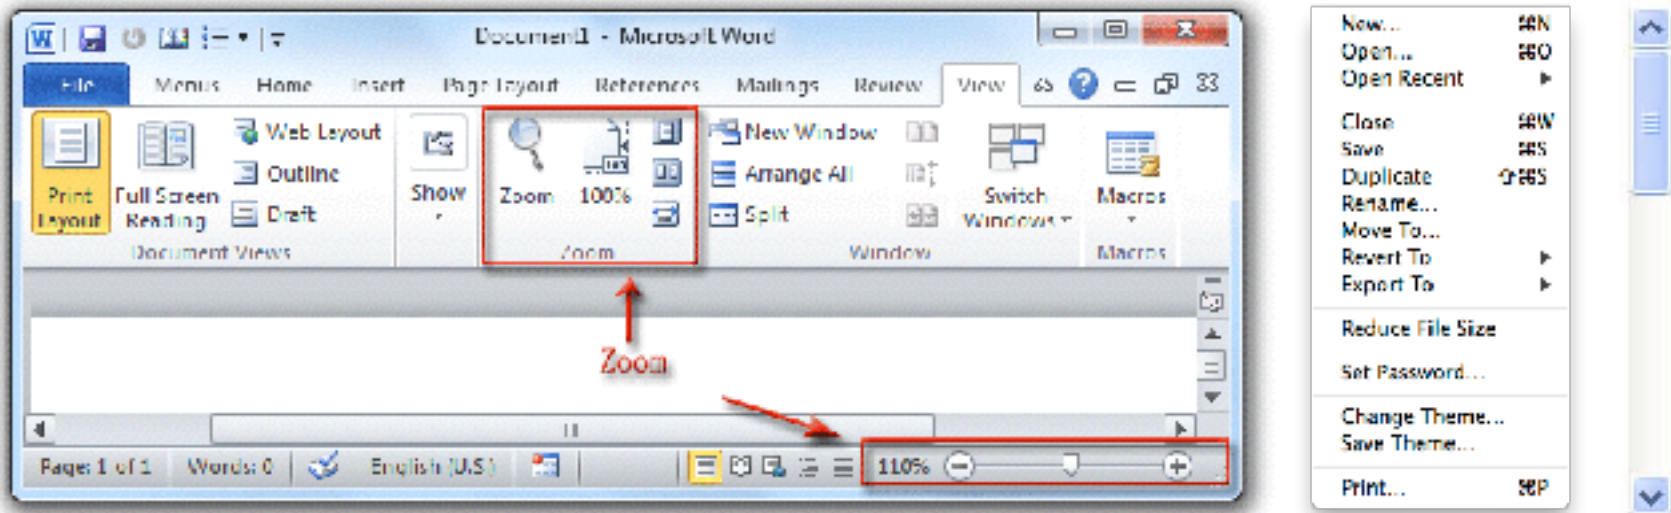 Document1 - Microsoft Word
File Menus Home Insert Page Layout References Mailings Review View
Web Layout New Window
Outline Arrange All
Print Full Screen Show Zoom 100% Switch Macros
Layout Reading Draft Split Windows
Document Views Zoom Window Macros
Zoom
Page: 1 of 1 Words: 0 English (U.S.) 110%
New... ⌘N
Open... ⌘O
Open Recent
Close ⌘W
Save ⌘S
Duplicate ⇧⌘S
Rename...
Move To...
Revert To
Export To
Reduce File Size
Set Password...
Change Theme...
Save Theme...
Print... ⌘P